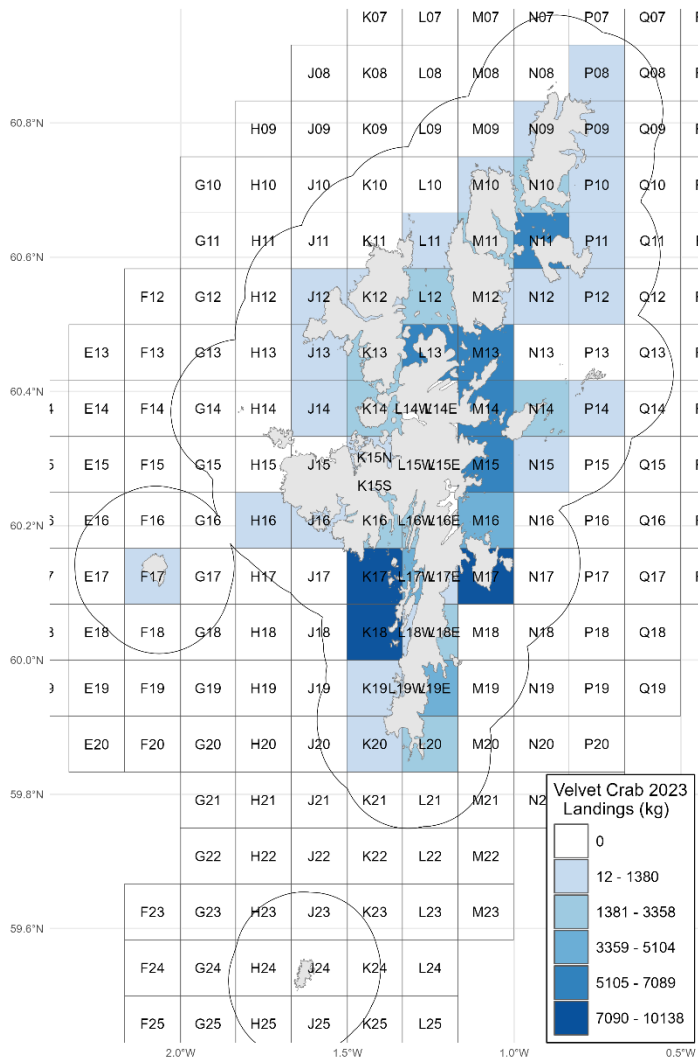 K07 L07 M07 N07 P07 Q07
J08 K08 L08 M08 N08 P08 Q08
60.8°N
H09 J09 K09 L09 M09 N09 P09 Q09
G10 H10 J10 K10 L10 M10 N10 P10 Q10
G11 H11 J11 K11 L11 M11 N11 P11 Q11
60.6°N
F12 G12 H12 J12 K12 L12 M12 N12 P12 Q12
E13 F13 G13 H13 J13 K13 L13 M13 N13 P13 Q13
60.4°N
4 E14 F14 G14 H14 J14 K14 L14W L14E M14 N14 P14 Q14
K15N
5 E15 F15 G15 H15 J15 L15W L15E M15 N15 P15 Q15
K15S
60.2°N
6 E16 F16 G16 H16 J16 K16 L16W L16E M16 N16 P16 Q16
7 E17 F17 G17 H17 J17 K17 L17W L17E M17 N17 P17 Q17
8 E18 F18 G18 H18 J18 K18 L18W L18E M18 N18 P18 Q18
60.0°N
9 E19 F19 G19 H19 J19 K19 L19W L19E M19 N19 P19 Q19
E20 F20 G20 H20 J20 K20 L20 M20 N20 P20
59.8°N
G21 H21 J21 K21 L21 M21 N2
G22 H22 J22 K22 L22 M22
F23 G23 H23 J23 K23 L23 M23
59.6°N
F24 G24 H24 J24 K24 L24
F25 G25 H25 J25 K25 L25
Velvet Crab 2023
Landings (kg)
0
12 - 1380
1381 - 3358
3359 - 5104
5105 - 7089
7090 - 10138
2.0°W 1.5°W 1.0°W 0.5°W